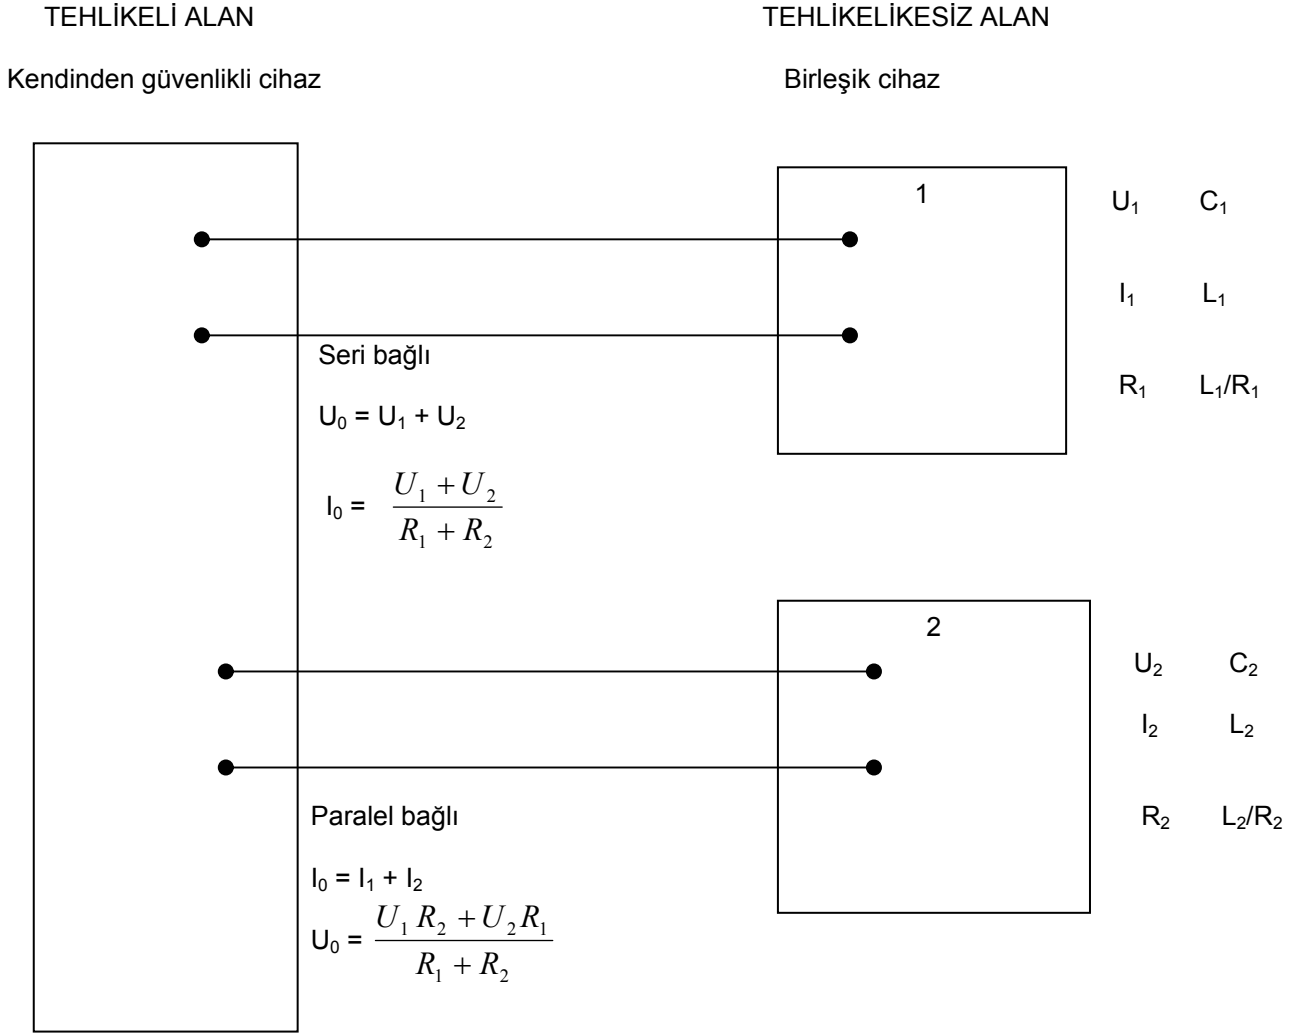 TEHLİKELİ ALAN
TEHLİKELİKESİZ ALAN
Kendinden güvenlikli cihaz
Birleşik cihaz
1
U₁ C₁
I₁ L₁
R₁ L₁/R₁
Seri bağlı
U₀ = U₁ + U₂
I₀ = (U₁ + U₂) / (R₁ + R₂)
2
U₂ C₂
I₂ L₂
R₂ L₂/R₂
Paralel bağlı
I₀ = I₁ + I₂
U₀ = (U₁ R₂ + U₂ R₁) / (R₁ + R₂)